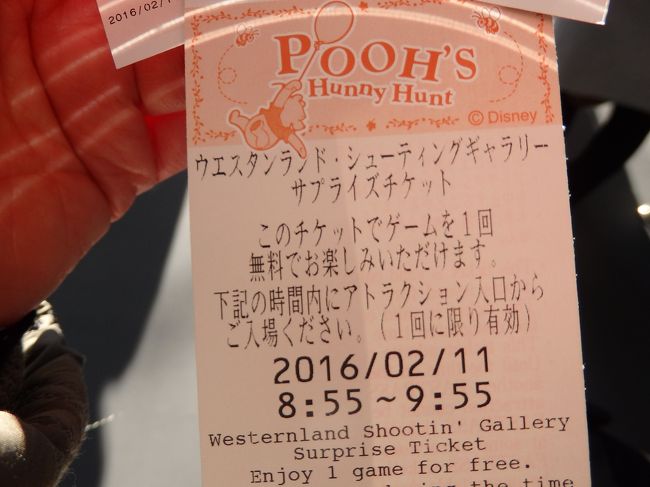 2016/02/1
POOH'S
Hunny Hunt
© Disney
ウエスタンランド・シューティングギャラリー
サプライズチケット
このチケットでゲームを1回
無料でお楽しみいただけます。
下記の時間内にアトラクション入口から
ご入場ください。(1回に限り有効)
2016/02/11
8:55~9:55
Westernland Shootin' Gallery
Surprise Ticket
Enjoy 1 game for free.
during the time